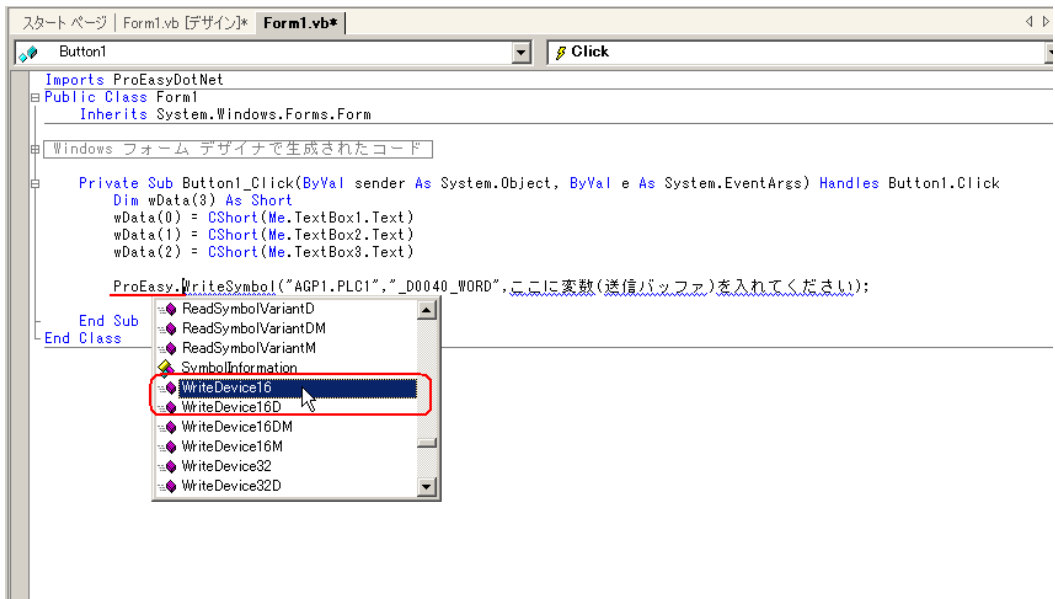 スタート ページ | Form1.vb [デザイン]* Form1.vb*
Button1 Click
Imports ProEasyDotNet
Public Class Form1
Inherits System.Windows.Forms.Form
Windows フォーム デザイナで生成されたコード
Private Sub Button1_Click(ByVal sender As System.Object, ByVal e As System.EventArgs) Handles Button1.Click
Dim wData(3) As Short
wData(0) = CShort(Me.TextBox1.Text)
wData(1) = CShort(Me.TextBox2.Text)
wData(2) = CShort(Me.TextBox3.Text)
ProEasy.WriteSymbol("AGP1.PLC1","_D0040_WORD",ここに変数(送信バッファ)を入れてください);
ReadSymbolVariantD
ReadSymbolVariantDM
ReadSymbolVariantM
SymbolInformation
WriteDevice16
WriteDevice16D
WriteDevice16DM
WriteDevice16M
WriteDevice32
WriteDevice32D
End Sub
End Class